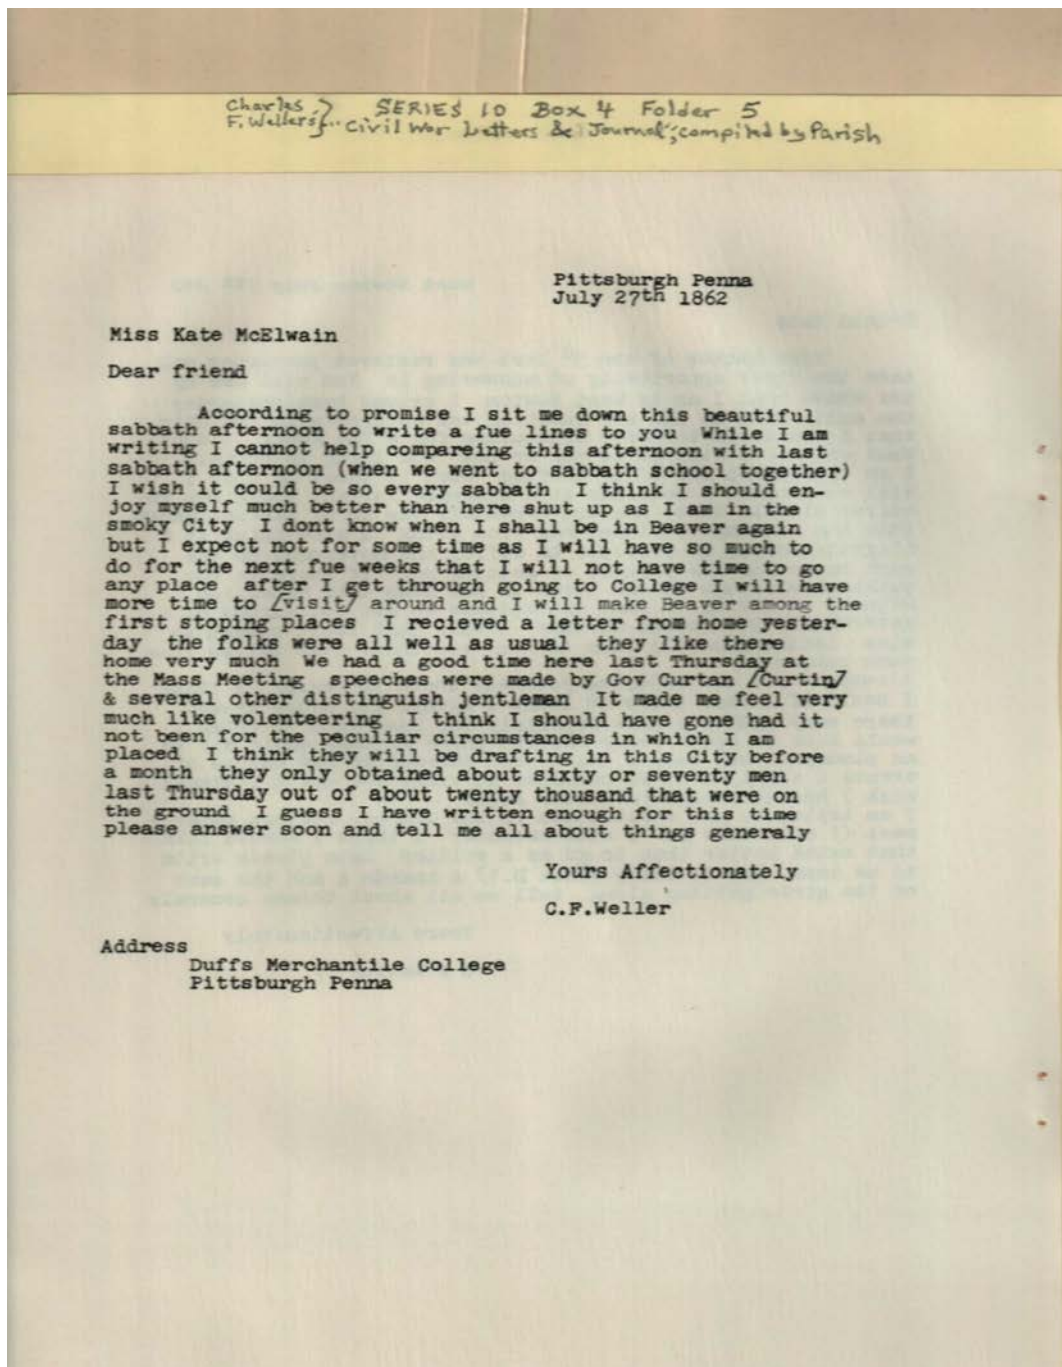 Charles } SERIES 10 Box 4 Folder 5
F. Wellers}.. Civil War Letters & Journal; compiled by Parish
Pittsburgh Penna
July 27th 1862
Miss Kate McElwain
Dear friend
According to promise I sit me down this beautiful
sabbath afternoon to write a fue lines to you While I am
writing I cannot help compareing this afternoon with last
sabbath afternoon (when we went to sabbath school together)
I wish it could be so every sabbath I think I should en-
joy myself much better than here shut up as I am in the
smoky City I dont know when I shall be in Beaver again
but I expect not for some time as I will have so much to
do for the next fue weeks that I will not have time to go
any place after I get through going to College I will have
more time to /visit/ around and I will make Beaver among the
first stoping places I recieved a letter from home yester-
day the folks were all well as usual they like there
home very much We had a good time here last Thursday at
the Mass Meeting speeches were made by Gov Curtan /Curtin/
& several other distinguish jentleman It made me feel very
much like volenteering I think I should have gone had it
not been for the peculiar circumstances in which I am
placed I think they will be drafting in this City before
a month they only obtained about sixty or seventy men
last Thursday out of about twenty thousand that were on
the ground I guess I have written enough for this time
please answer soon and tell me all about things generaly
Yours Affectionately
C.F.Weller
Address
Duffs Merchantile College
Pittsburgh Penna